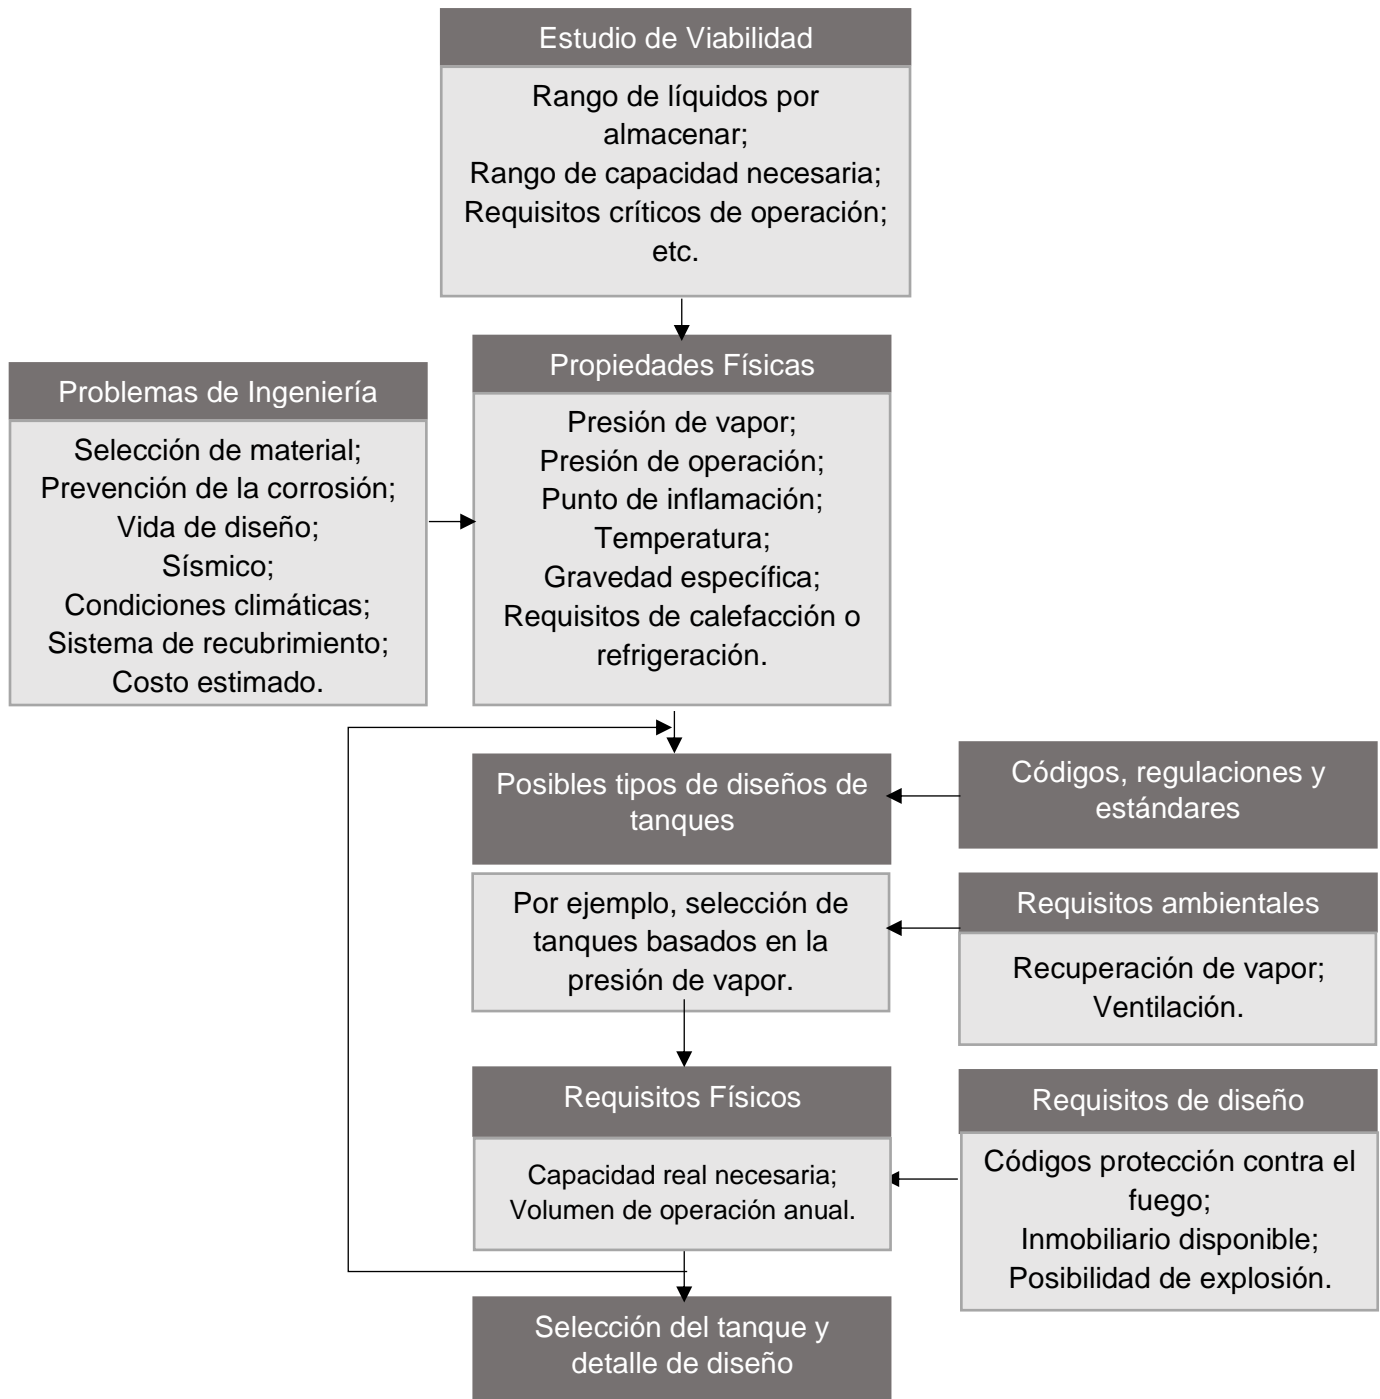 Estudio de Viabilidad
Rango de líquidos por
almacenar;
Rango de capacidad necesaria;
Requisitos críticos de operación;
etc.
Problemas de Ingeniería
Selección de material;
Prevención de la corrosión;
Vida de diseño;
Sísmico;
Condiciones climáticas;
Sistema de recubrimiento;
Costo estimado.
Propiedades Físicas
Presión de vapor;
Presión de operación;
Punto de inflamación;
Temperatura;
Gravedad específica;
Requisitos de calefacción o
refrigeración.
Posibles tipos de diseños de
tanques
Por ejemplo, selección de
tanques basados en la
presión de vapor.
Códigos, regulaciones y
estándares
Requisitos ambientales
Recuperación de vapor;
Ventilación.
Requisitos Físicos
Capacidad real necesaria;
Volumen de operación anual.
Requisitos de diseño
Códigos protección contra el
fuego;
Inmobiliario disponible;
Posibilidad de explosión.
Selección del tanque y
detalle de diseño